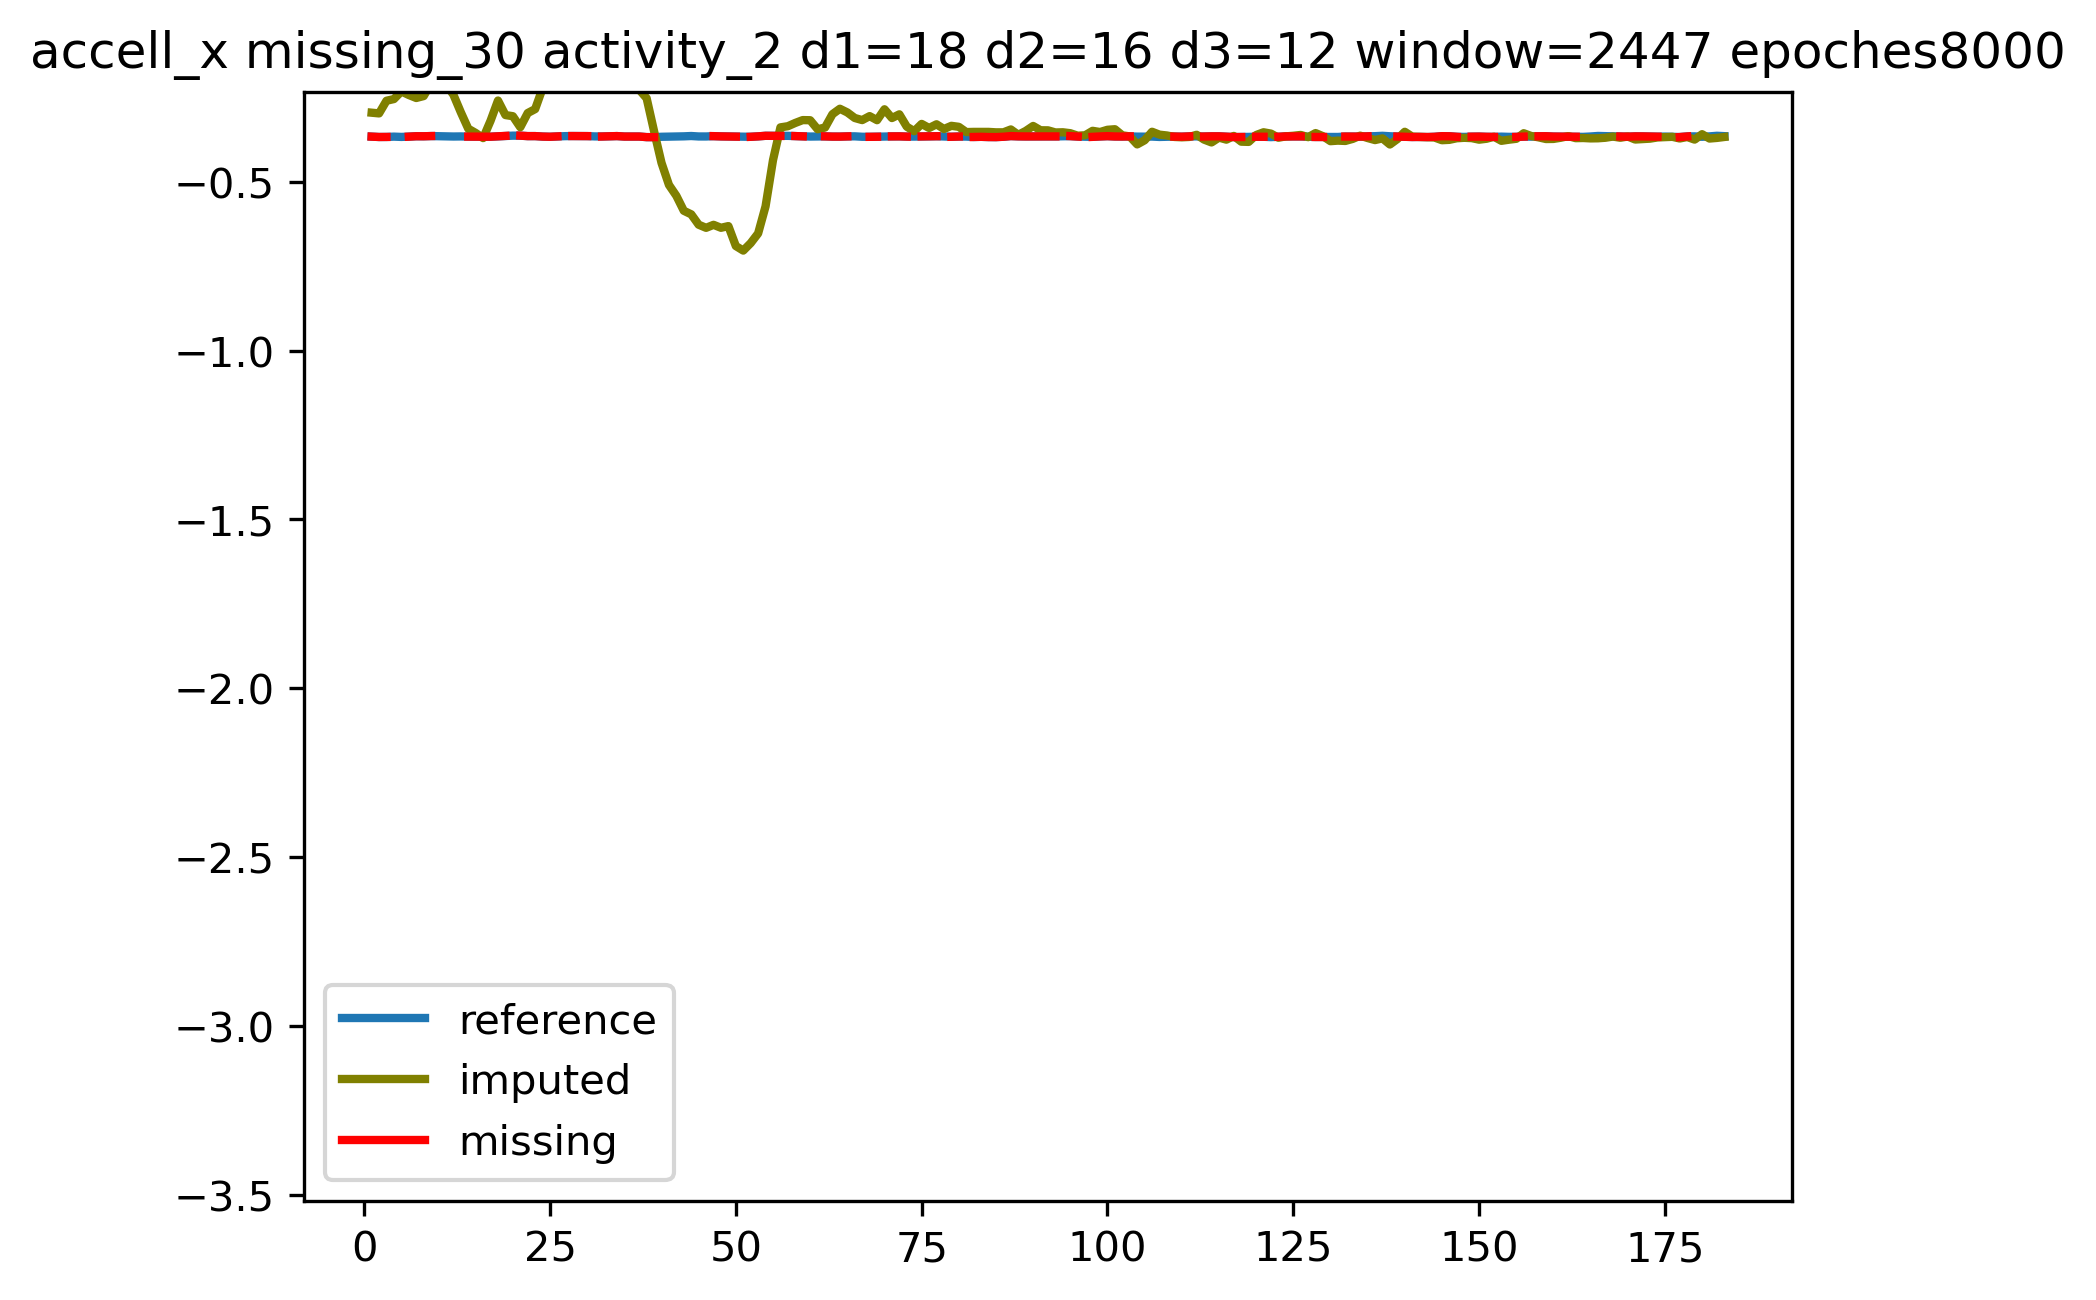 accell_x missing_30 activity_2 d1=18 d2=16 d3=12 window=2447 epoches8000
−0.5
−1.0
−1.5
−2.0
−2.5
−3.0
−3.5
reference
imputed
missing
0 25 50 75 100 125 150 175